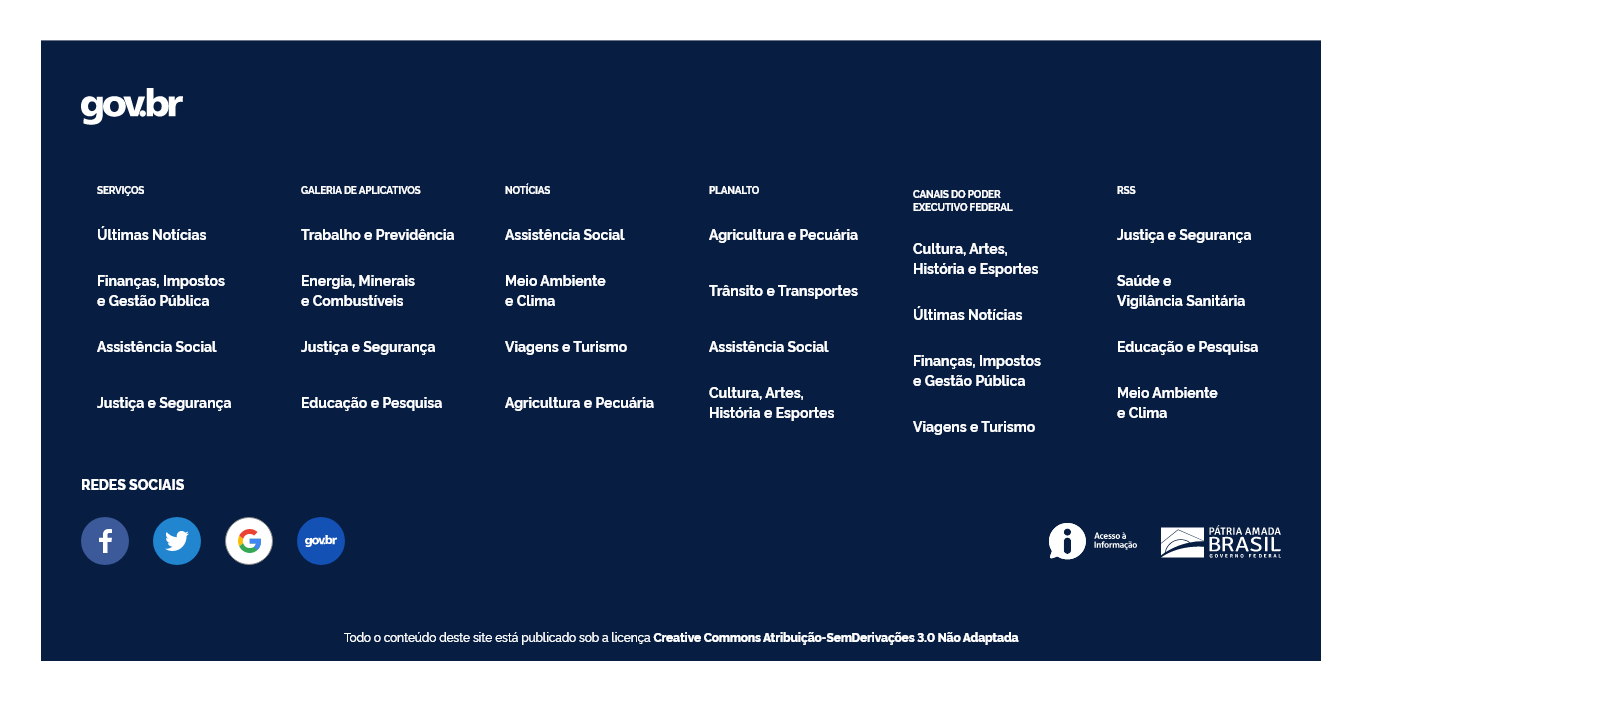 gov.br
SERVIÇOS
Últimas Notícias
Finanças, Impostos
e Gestão Pública
Assistência Social
Justiça e Segurança
GALERIA DE APLICATIVOS
Trabalho e Previdência
Energia, Minerais
e Combustíveis
Justiça e Segurança
Educação e Pesquisa
NOTÍCIAS
Assistência Social
Meio Ambiente
e Clima
Viagens e Turismo
Agricultura e Pecuária
PLANALTO
Agricultura e Pecuária
Trânsito e Transportes
Assistência Social
Cultura, Artes,
História e Esportes
CANAIS DO PODER
EXECUTIVO FEDERAL
Cultura, Artes,
História e Esportes
Últimas Notícias
Finanças, Impostos
e Gestão Pública
Viagens e Turismo
RSS
Justiça e Segurança
Saúde e
Vigilância Sanitária
Educação e Pesquisa
Meio Ambiente
e Clima
REDES SOCIAIS
gov.br
Acesso à
Informação
PÁTRIA AMADA
BRASIL
GOVERNO FEDERAL
Todo o conteúdo deste site está publicado sob a licença Creative Commons Atribuição-SemDerivações 3.0 Não Adaptada